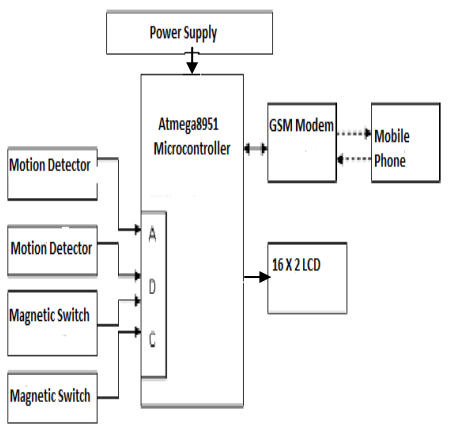 Power Supply
Atmega8951
Microcontroller
GSM Modem
Mobile
Phone
Motion Detector
A
Motion Detector
D
16 X 2 LCD
Magnetic Switch
C
Magnetic Switch